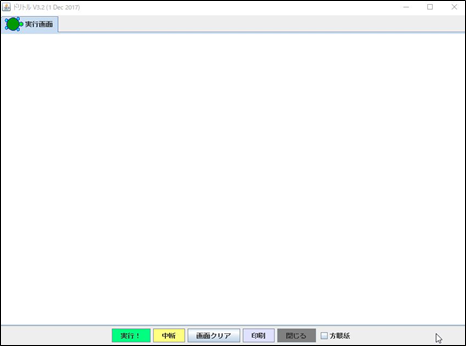 ドリトル V3.2 (1 Dec 2017)
実行画面
実行！ 中断 画面クリア 印刷 閉じる 方眼紙